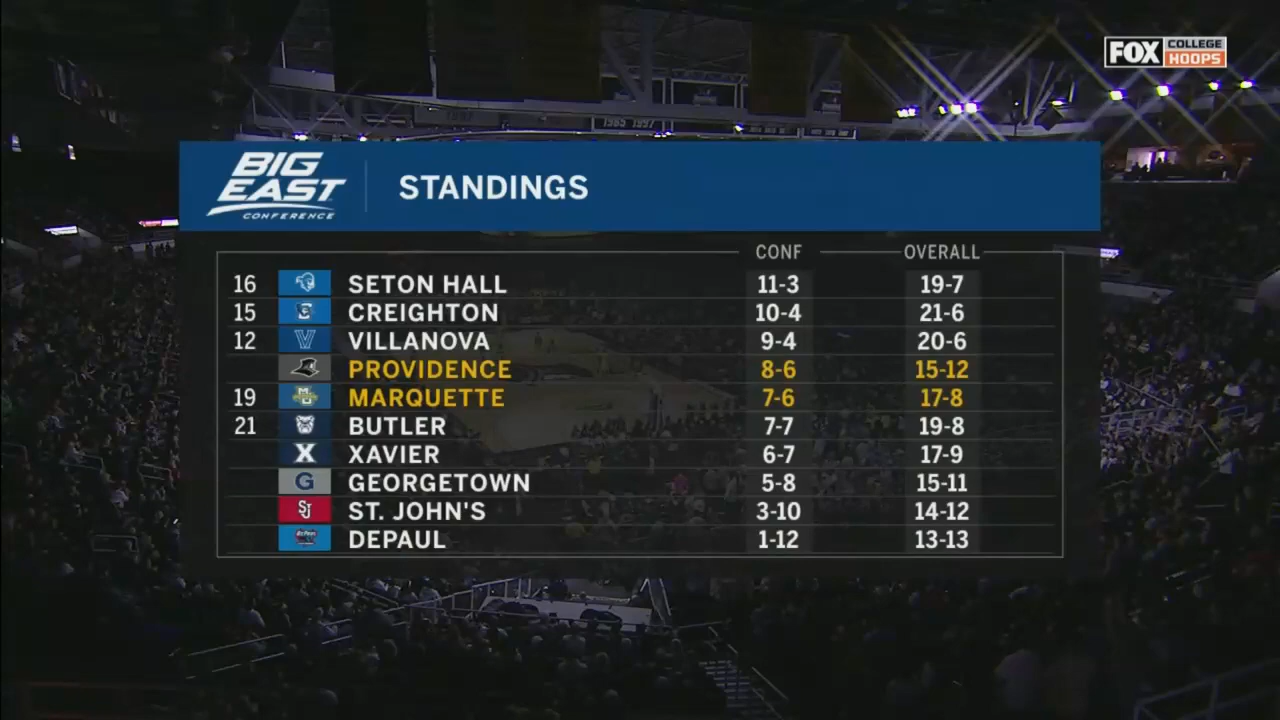 FOX COLLEGE HOOPS
1985 1997
BIG EAST CONFERENCE
STANDINGS
CONF OVERALL
16 SETON HALL 11-3 19-7
15 CREIGHTON 10-4 21-6
12 VILLANOVA 9-4 20-6
PROVIDENCE 8-6 15-12
19 MARQUETTE 7-6 17-8
21 BUTLER 7-7 19-8
X XAVIER 6-7 17-9
G GEORGETOWN 5-8 15-11
SJ ST. JOHN'S 3-10 14-12
DEPAUL 1-12 13-13